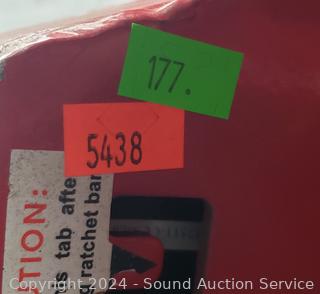 177.
5438
TION:
s tab afte
ratchet bar
Copyright 2024 - Sound Auction Service